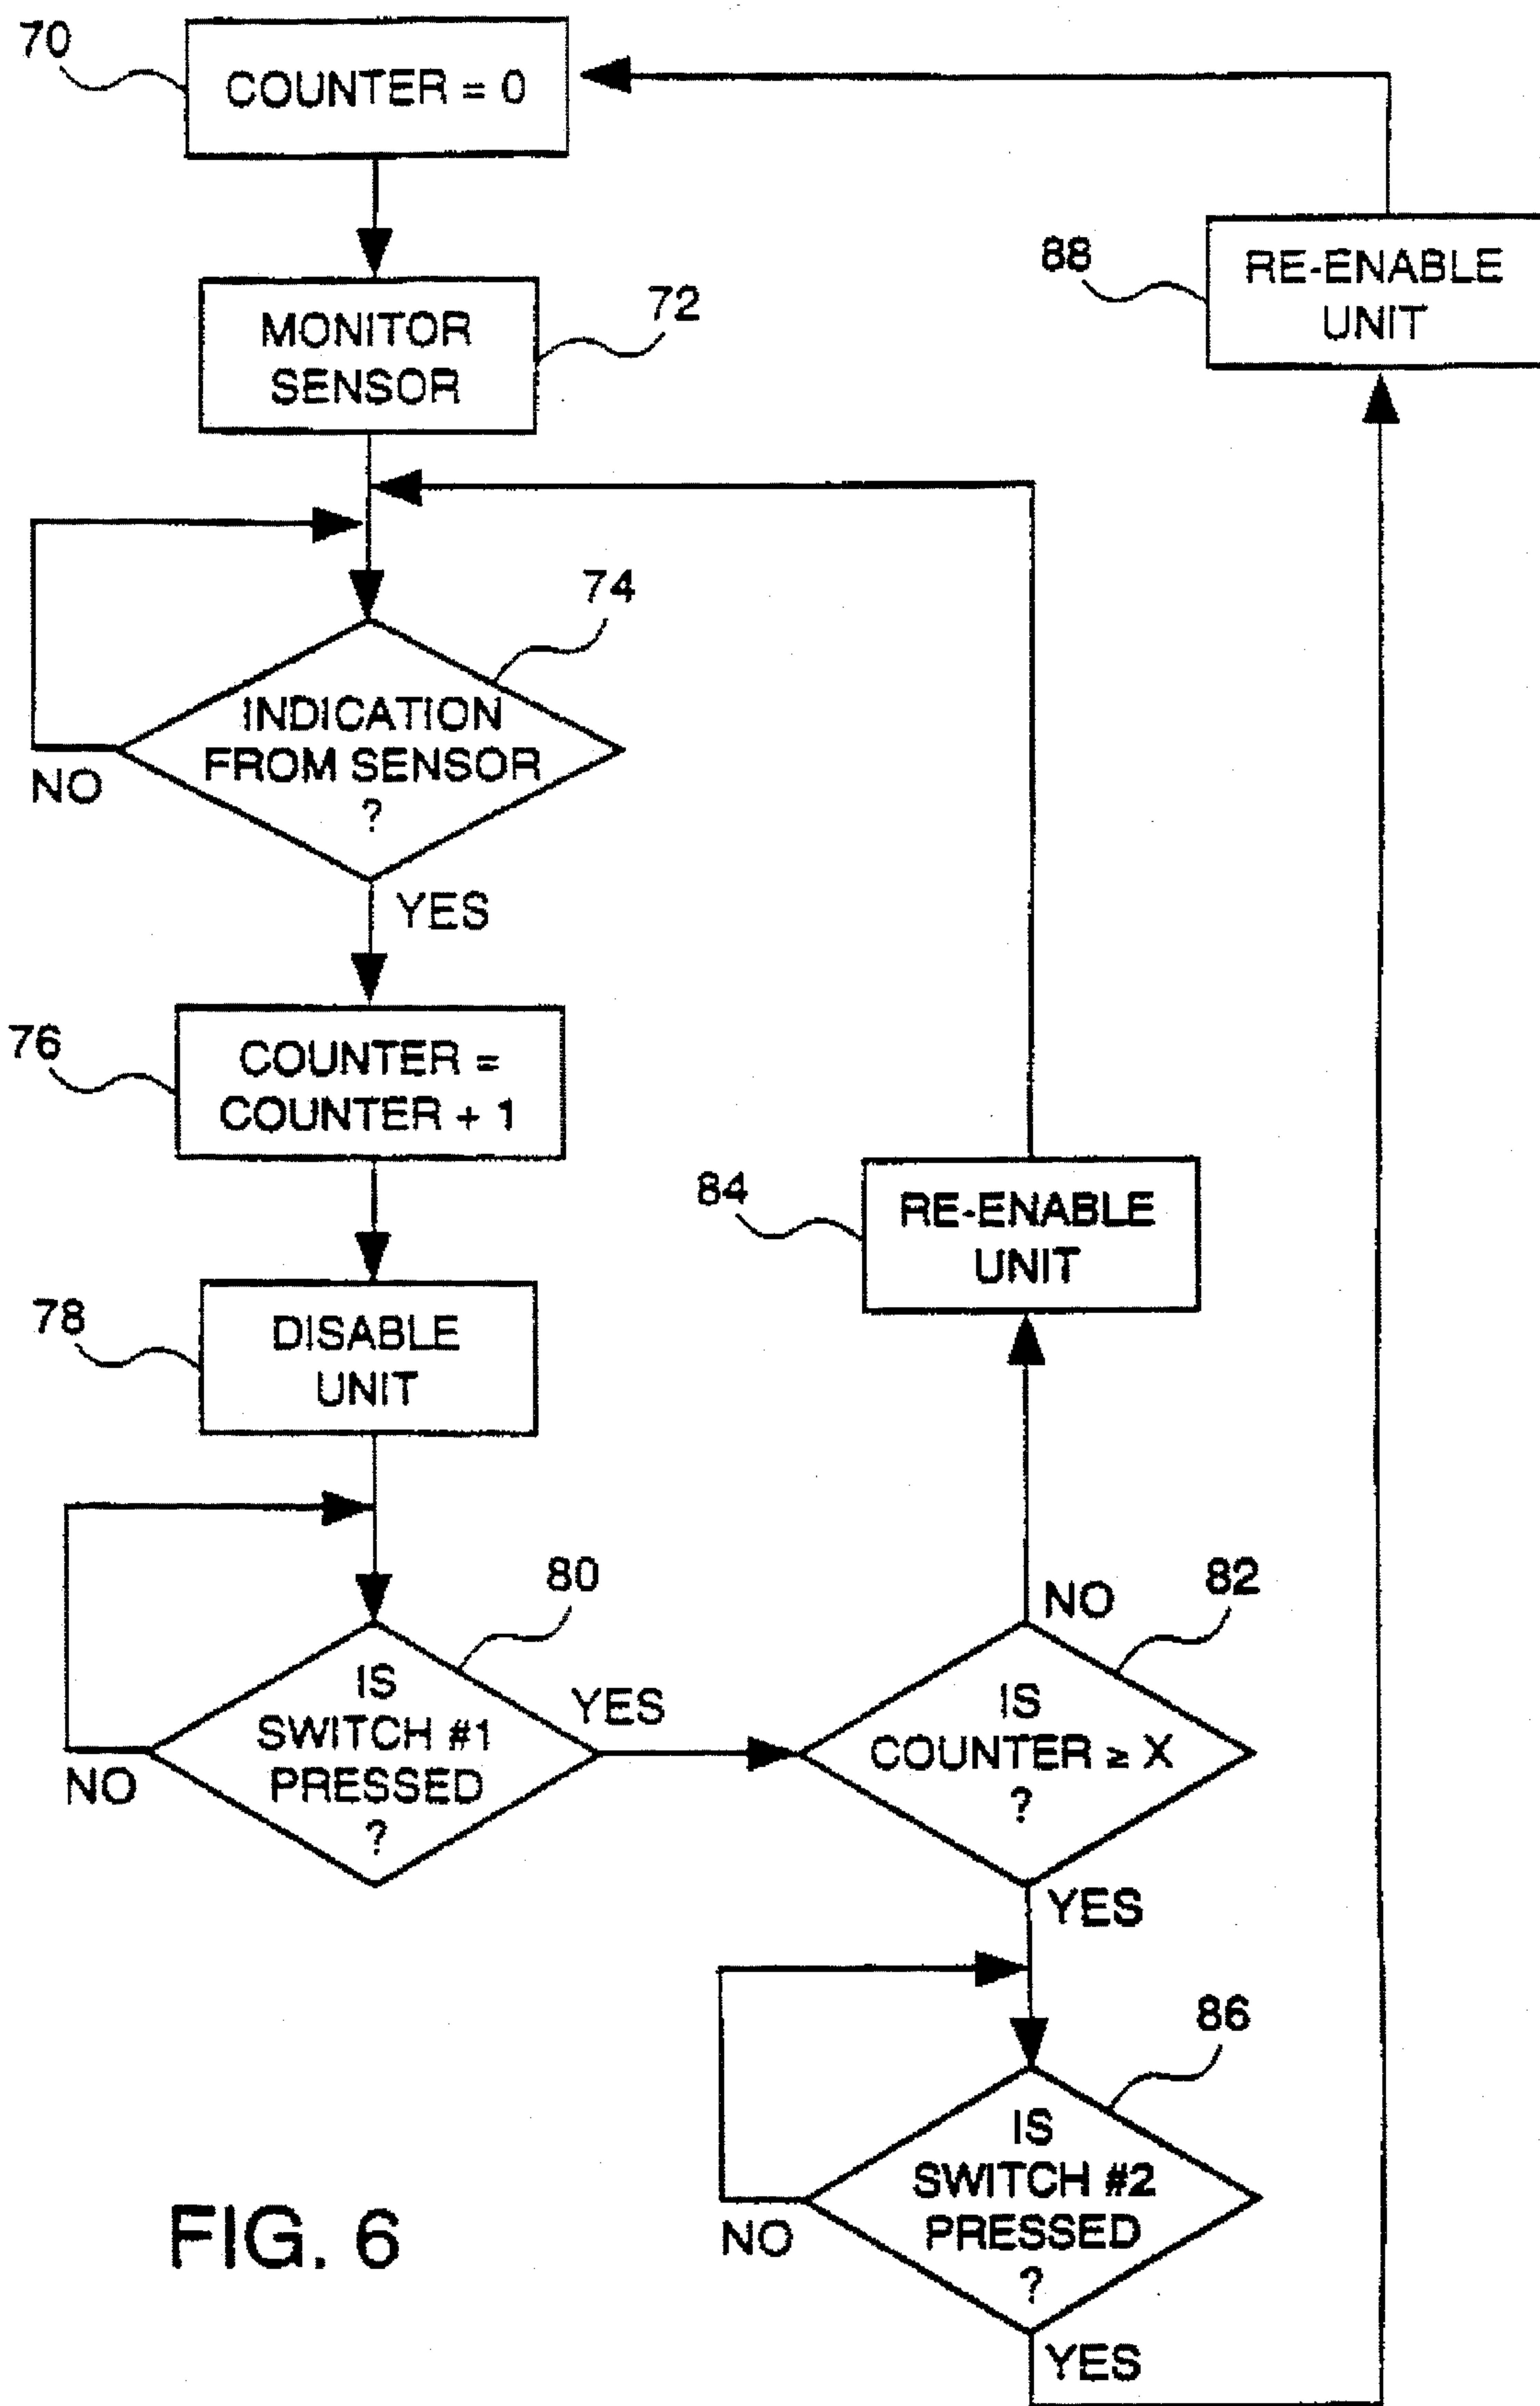 70
COUNTER = 0
88
RE-ENABLE
UNIT
72
MONITOR
SENSOR
74
INDICATION
FROM SENSOR
?
NO
YES
76
COUNTER =
COUNTER + 1
84
RE-ENABLE
UNIT
78
DISABLE
UNIT
80
IS
SWITCH #1
PRESSED
?
NO
YES
82
NO
IS
COUNTER ≥ X
?
YES
86
IS
SWITCH #2
PRESSED
?
NO
YES
FIG. 6